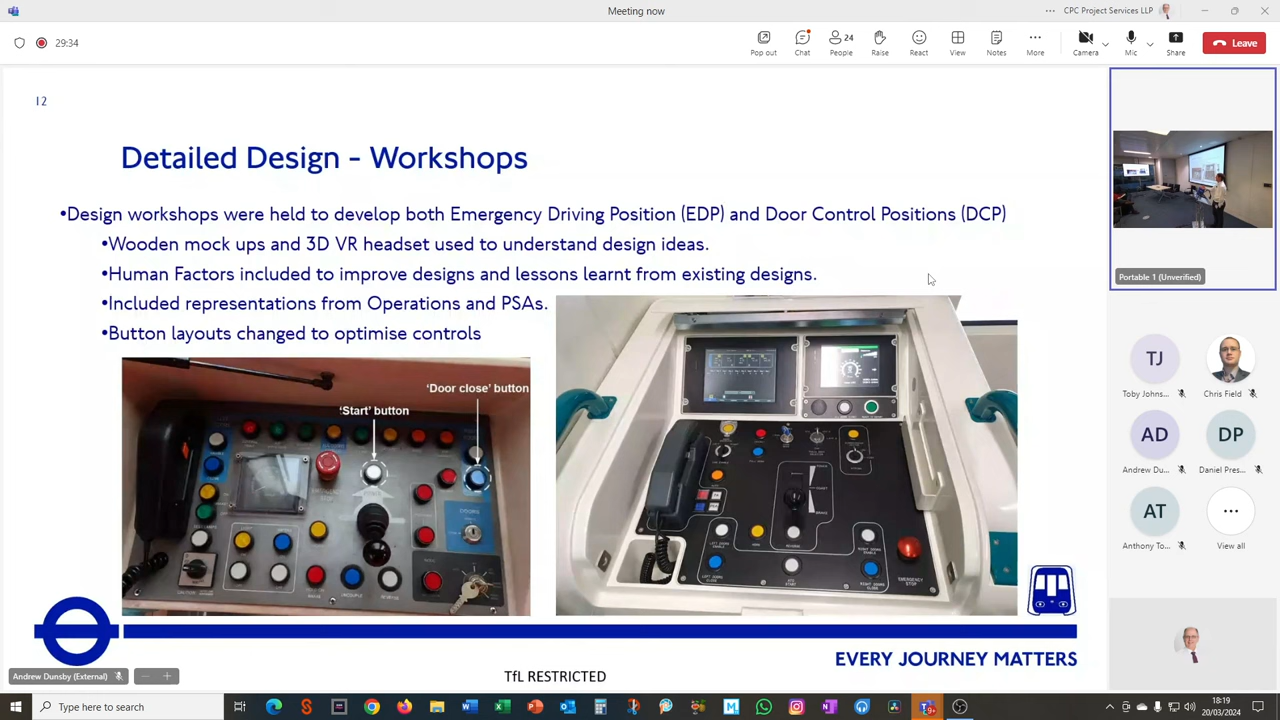 Meeting now
CPC Project Services LLP
29:34
24
Pop out
Chat
People
Raise
React
View
Notes
More
Camera
Mic
Share
Leave
12
Detailed Design - Workshops
•Design workshops were held to develop both Emergency Driving Position (EDP) and Door Control Positions (DCP)
•Wooden mock ups and 3D VR headset used to understand design ideas.
•Human Factors included to improve designs and lessons learnt from existing designs.
•Included representations from Operations and PSAs.
•Button layouts changed to optimise controls
'Door close' button
'Start' button
DOORS
EMERGENCY
STOP
EVERY JOURNEY MATTERS
TfL RESTRICTED
Andrew Dunsby (External)
Portable 1 (Unverified)
TJ
Toby Johns...
Chris Field
AD
Andrew Du...
DP
Daniel Pres...
AT
Anthony To...
View all
Type here to search
18:19
20/03/2024